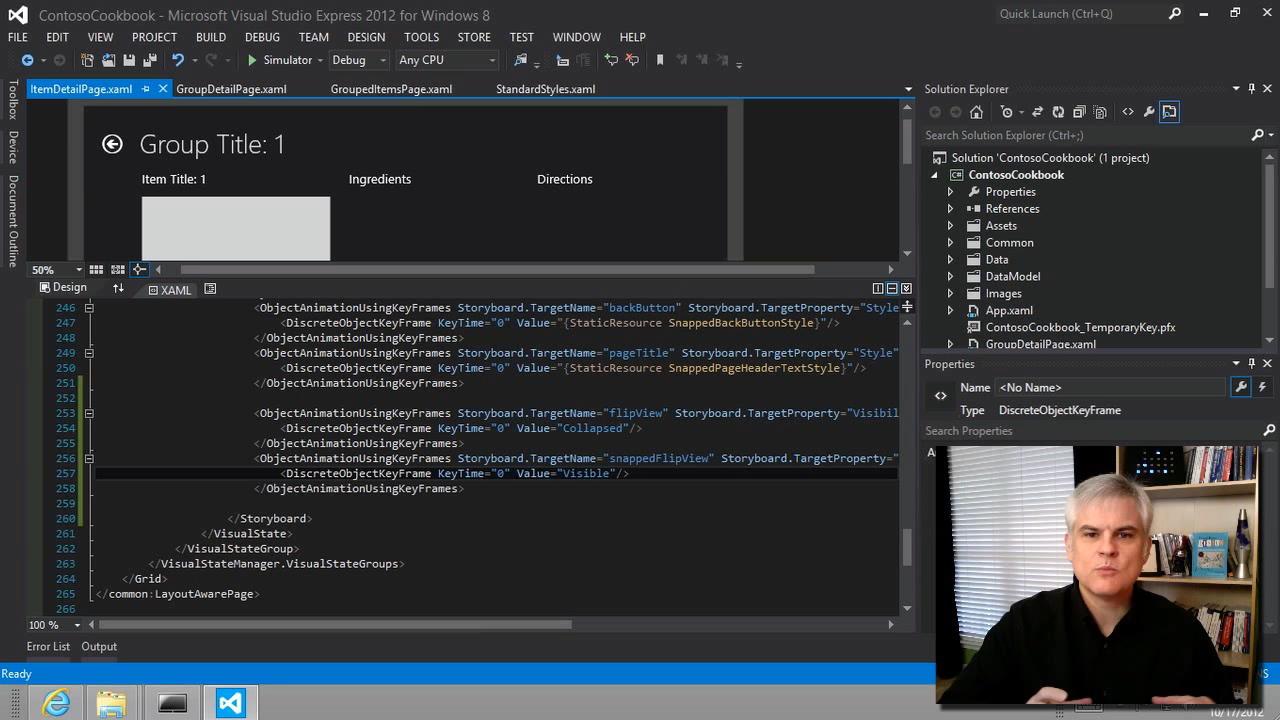 ContosoCookbook - Microsoft Visual Studio Express 2012 for Windows 8
Quick Launch (Ctrl+Q)
FILE EDIT VIEW PROJECT BUILD DEBUG TEAM DESIGN TOOLS STORE TEST WINDOW HELP
Simulator Debug Any CPU
Toolbox
Device
Document Outline
ItemDetailPage.xaml GroupDetailPage.xaml GroupedItemsPage.xaml StandardStyles.xaml
Group Title: 1
Item Title: 1 Ingredients Directions
50%
Design XAML
246 <ObjectAnimationUsingKeyFrames Storyboard.TargetName="backButton" Storyboard.TargetProperty="Style
247 <DiscreteObjectKeyFrame KeyTime="0" Value="{StaticResource SnappedBackButtonStyle}"/>
248 </ObjectAnimationUsingKeyFrames>
249 <ObjectAnimationUsingKeyFrames Storyboard.TargetName="pageTitle" Storyboard.TargetProperty="Style"
250 <DiscreteObjectKeyFrame KeyTime="0" Value="{StaticResource SnappedPageHeaderTextStyle}"/>
251 </ObjectAnimationUsingKeyFrames>
252
253 <ObjectAnimationUsingKeyFrames Storyboard.TargetName="flipView" Storyboard.TargetProperty="Visibil
254 <DiscreteObjectKeyFrame KeyTime="0" Value="Collapsed"/>
255 </ObjectAnimationUsingKeyFrames>
256 <ObjectAnimationUsingKeyFrames Storyboard.TargetName="snappedFlipView" Storyboard.TargetProperty="
257 <DiscreteObjectKeyFrame KeyTime="0" Value="Visible"/>
258 </ObjectAnimationUsingKeyFrames>
259
260 </Storyboard>
261 </VisualState>
262 </VisualStateGroup>
263 </VisualStateManager.VisualStateGroups>
264 </Grid>
265 </common:LayoutAwarePage>
266
100 %
Error List Output
Ready
Solution Explorer
Search Solution Explorer (Ctrl+;)
Solution 'ContosoCookbook' (1 project)
C# ContosoCookbook
Properties
References
Assets
Common
Data
DataModel
Images
App.xaml
ContosoCookbook_TemporaryKey.pfx
GroupDetailPage.xaml
Properties
Name <No Name>
Type DiscreteObjectKeyFrame
Search Properties
10/17/2012